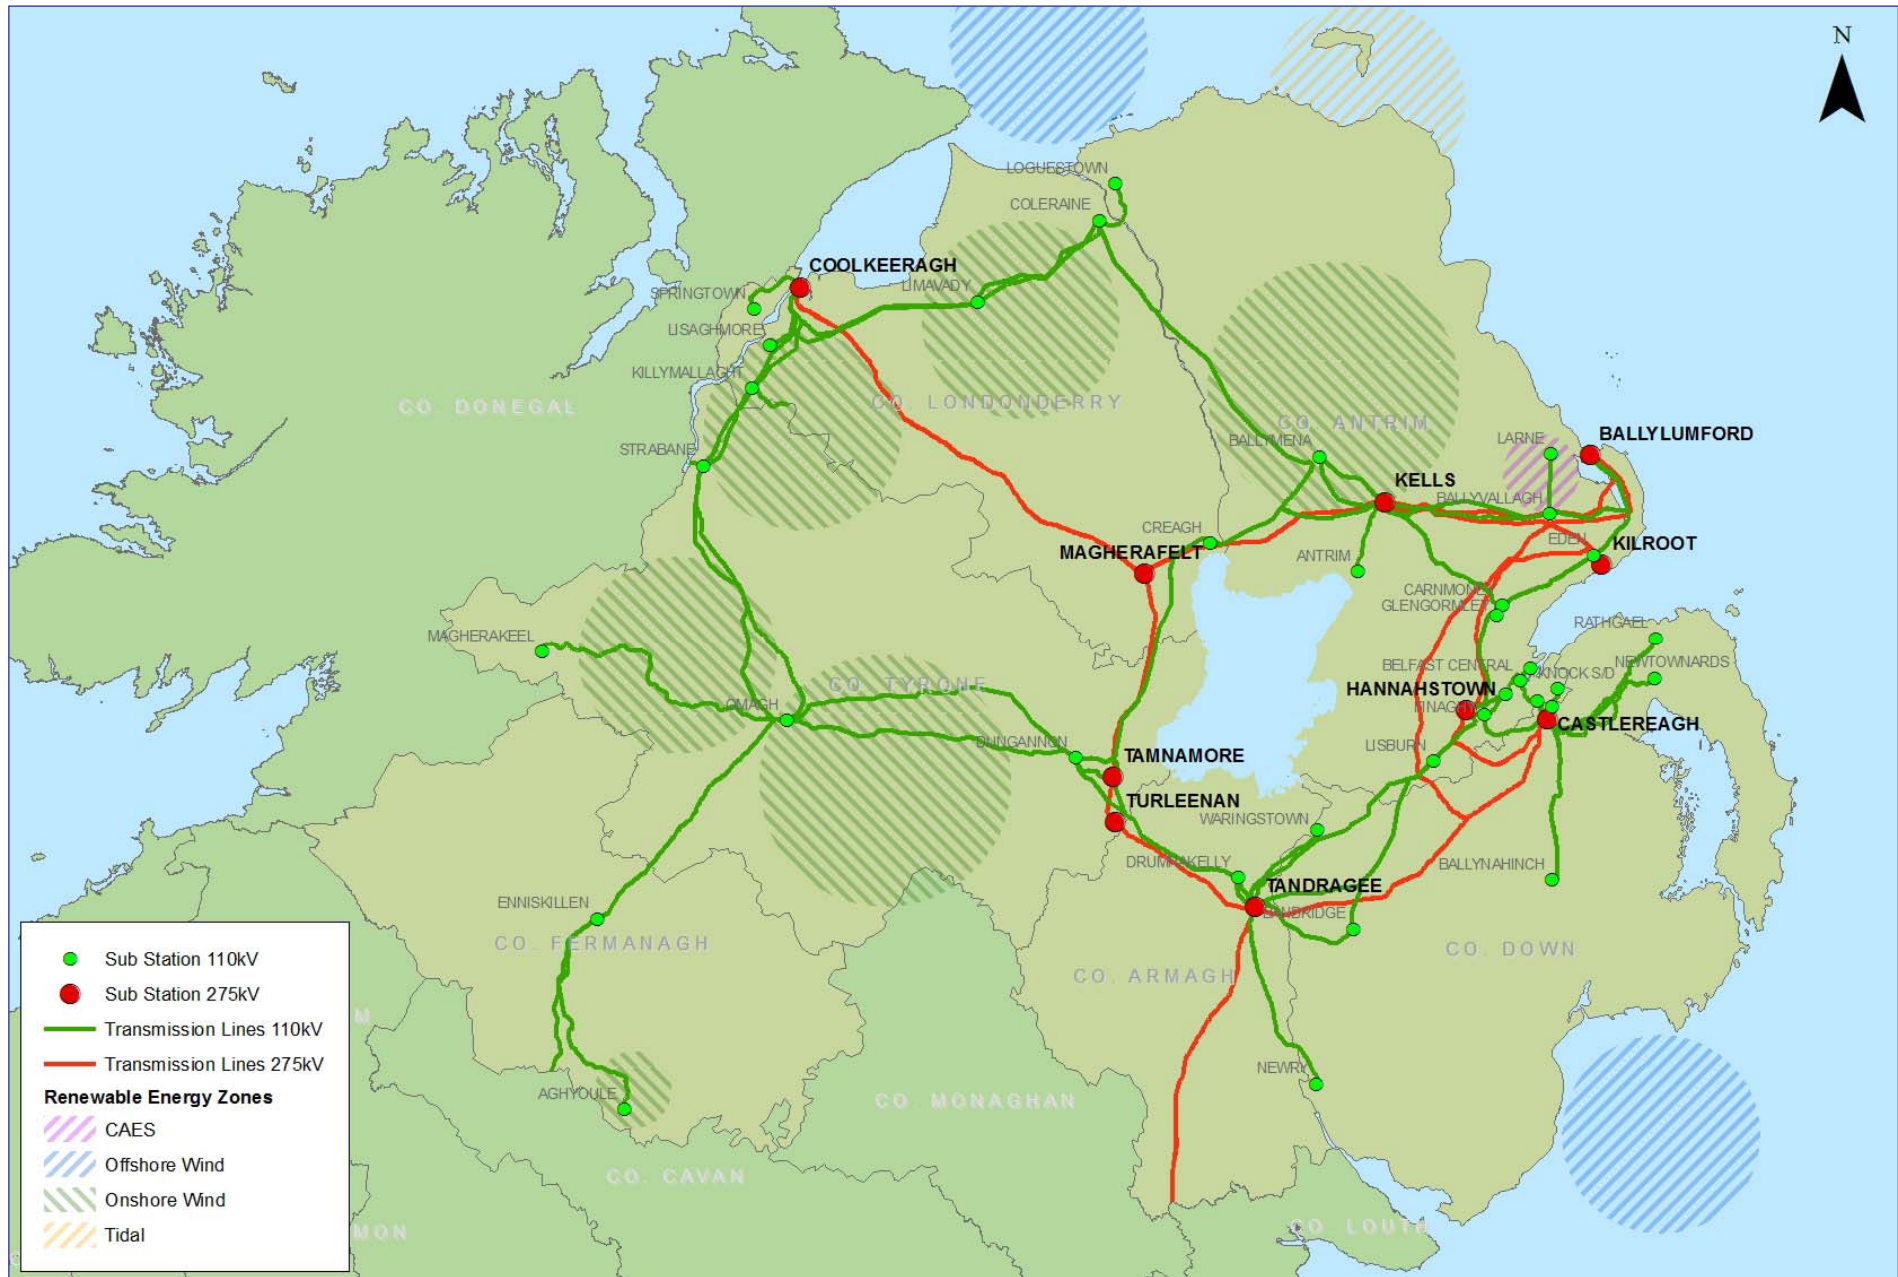 N
LOGUESTOWN
COLERAINE
COOLKEERAGH
LIMAVADY
SPRINGTOWN
LISAGHMORE
KILLYMALLAGHT
CO. DONEGAL
CO. LONDONDERRY
CO. ANTRIM
BALLYMENA
LARNE
BALLYLUMFORD
STRABANE
KELLS
BALLYVALLAGH
CREAGH
EDEN
KILROOT
MAGHERAFELT
ANTRIM
CARNMONEY
GLENGORMLEY
RATHGAEL
MAGHERAKEEL
BELFAST CENTRAL
KNOCK S/D
NEWTOWNARDS
CO. TYRONE
HANNAHSTOWN
OMAGH
FINAGHY
CASTLEREAGH
DUNGANNON
LISBURN
TAMNAMORE
TURLEENAN
WARINGSTOWN
DRUMNAKELLY
BALLYNAHINCH
TANDRAGEE
BANBRIDGE
ENNISKILLEN
CO. FERMANAGH
CO. DOWN
CO. ARMAGH
NEWRY
AGHYOULE
CO. MONAGHAN
CO. CAVAN
CO. LOUTH
M
MON
Sub Station 110kV
Sub Station 275kV
Transmission Lines 110kV
Transmission Lines 275kV
Renewable Energy Zones
CAES
Offshore Wind
Onshore Wind
Tidal